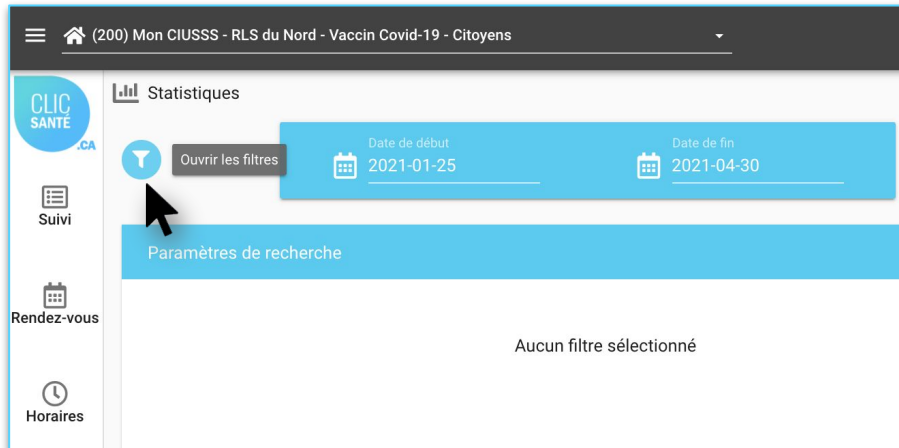 (200) Mon CIUSSS - RLS du Nord - Vaccin Covid-19 - Citoyens
CLIC
SANTÉ
.CA
Statistiques
Ouvrir les filtres
Date de début
2021-01-25
Date de fin
2021-04-30
Suivi
Paramètres de recherche
Rendez-vous
Aucun filtre sélectionné
Horaires